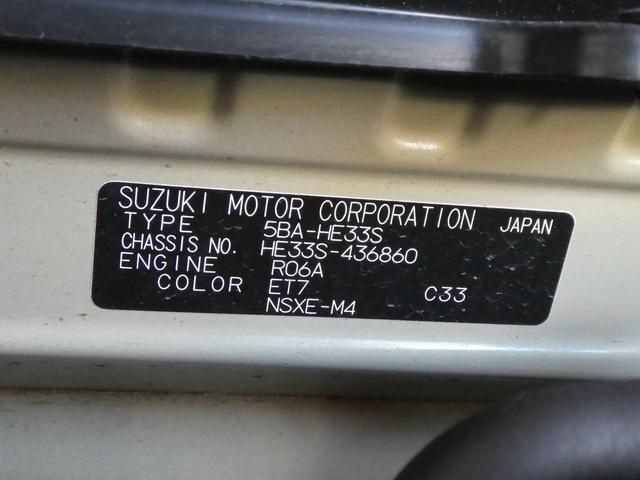 SUZUKI MOTOR CORPORATION JAPAN
TYPE 5BA-HE33S
CHASSIS NO. HE33S-436860
ENGINE R06A
COLOR ET7 C33
NSXE-M4